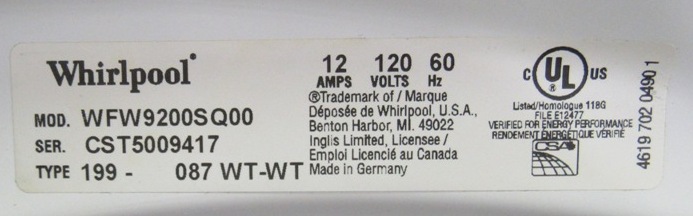 Whirlpool®
MOD. WFW9200SQ00
SER. CST5009417
TYPE 199 - 087 WT-WT
12 120 60
AMPS VOLTS Hz
®Trademark of / Marque
Déposée de Whirlpool, U.S.A.,
Benton Harbor, MI. 49022
Inglis Limited, Licensee /
Emploi Licencié au Canada
Made in Germany
C UL US
®
Listed/Homologue 118G
FILE E12477
VERIFIED FOR ENERGY PERFORMANCE
RENDEMENT ÉNERGÉTIQUE VÉRIFIÉ
CSA
4619 702 04901